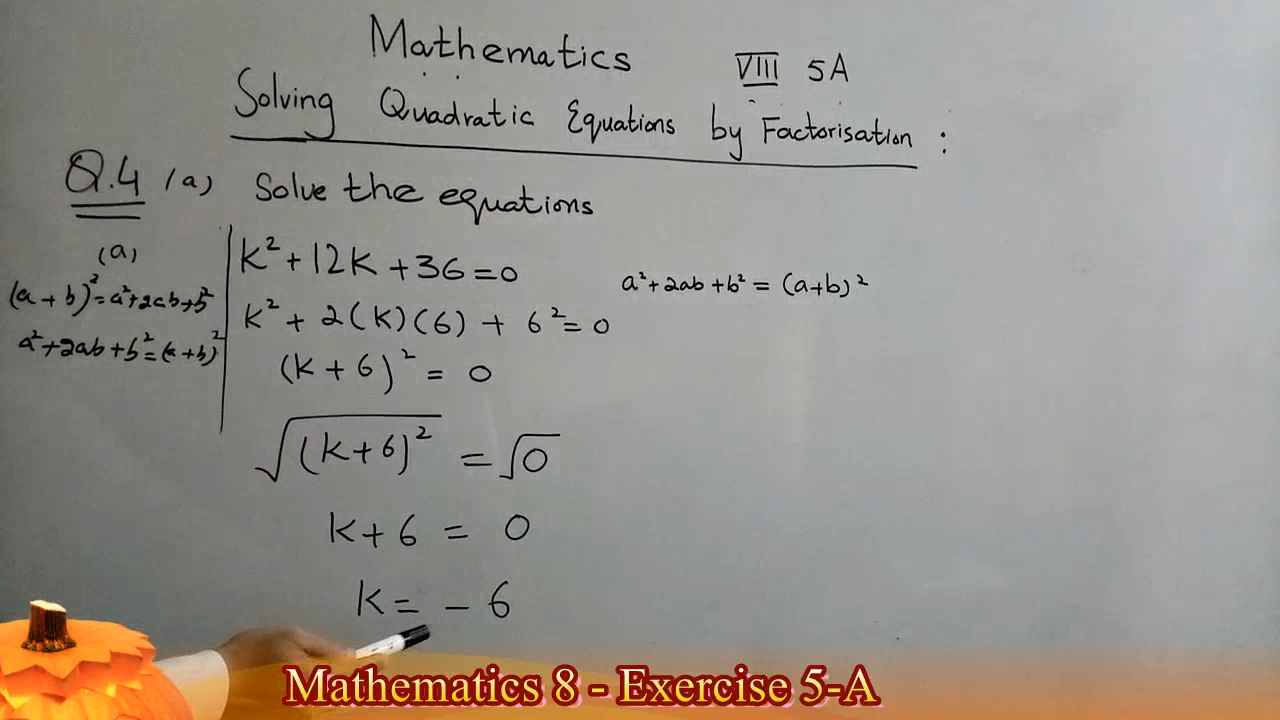 Mathematics VIII 5A
Solving Quadratic Equations by Factorisation :
Q.4 (a) Solve the equations
(a)
(a + b)² = a² + 2ab + b²
a² + 2ab + b² = (a + b)²
k² + 12k + 36 = 0
k² + 2(k)(6) + 6² = 0
(k + 6)² = 0
√(k + 6)² = √0
k + 6 = 0
k = - 6
a² + 2ab + b² = (a+b)²
Mathematics 8 - Exercise 5-A